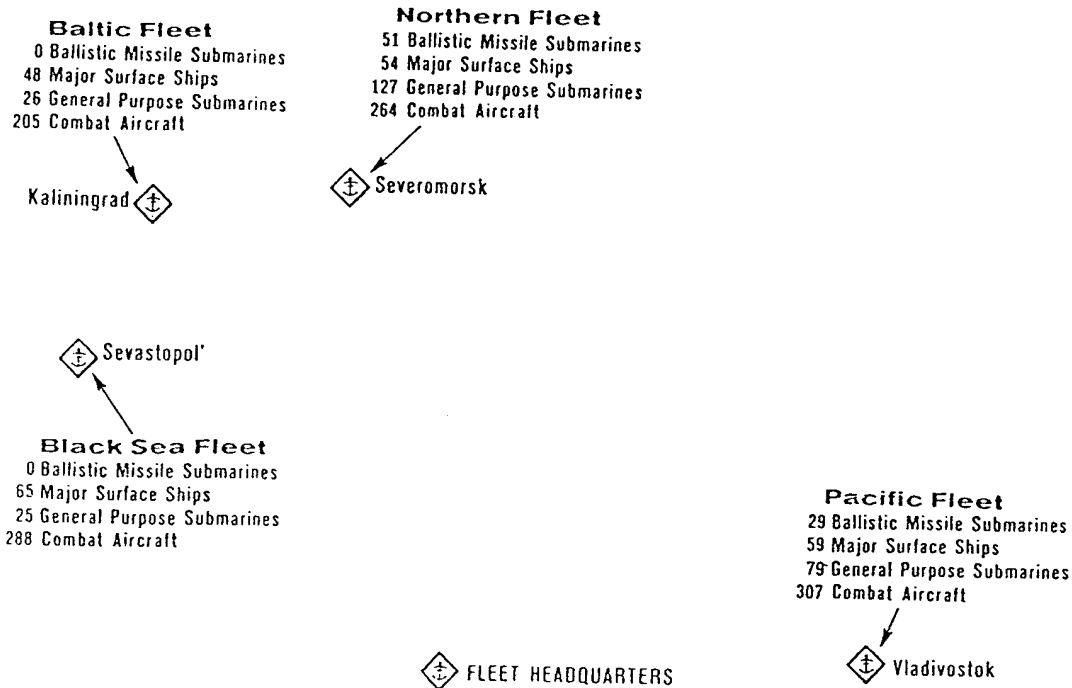 Baltic Fleet
0 Ballistic Missile Submarines
48 Major Surface Ships
26 General Purpose Submarines
205 Combat Aircraft
Kaliningrad
Northern Fleet
51 Ballistic Missile Submarines
54 Major Surface Ships
127 General Purpose Submarines
264 Combat Aircraft
Severomorsk
Sevastopol'
Black Sea Fleet
0 Ballistic Missile Submarines
65 Major Surface Ships
25 General Purpose Submarines
288 Combat Aircraft
Pacific Fleet
29 Ballistic Missile Submarines
59 Major Surface Ships
79 General Purpose Submarines
307 Combat Aircraft
Vladivostok
FLEET HEADQUARTERS